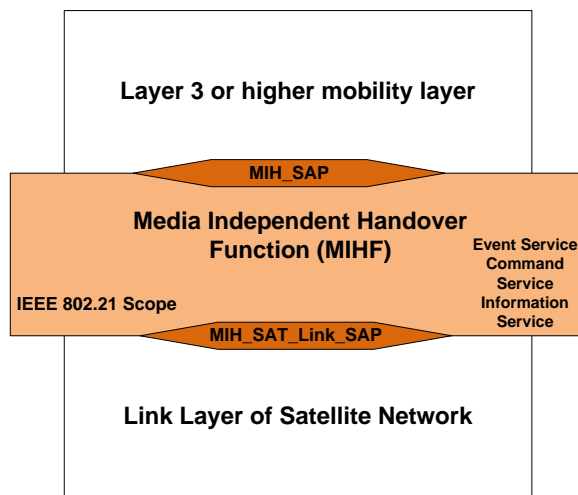 Layer 3 or higher mobility layer
MIH_SAP
Media Independent Handover
Function (MIHF)
Event Service
Command
Service
Information
Service
IEEE 802.21 Scope
MIH_SAT_Link_SAP
Link Layer of Satellite Network